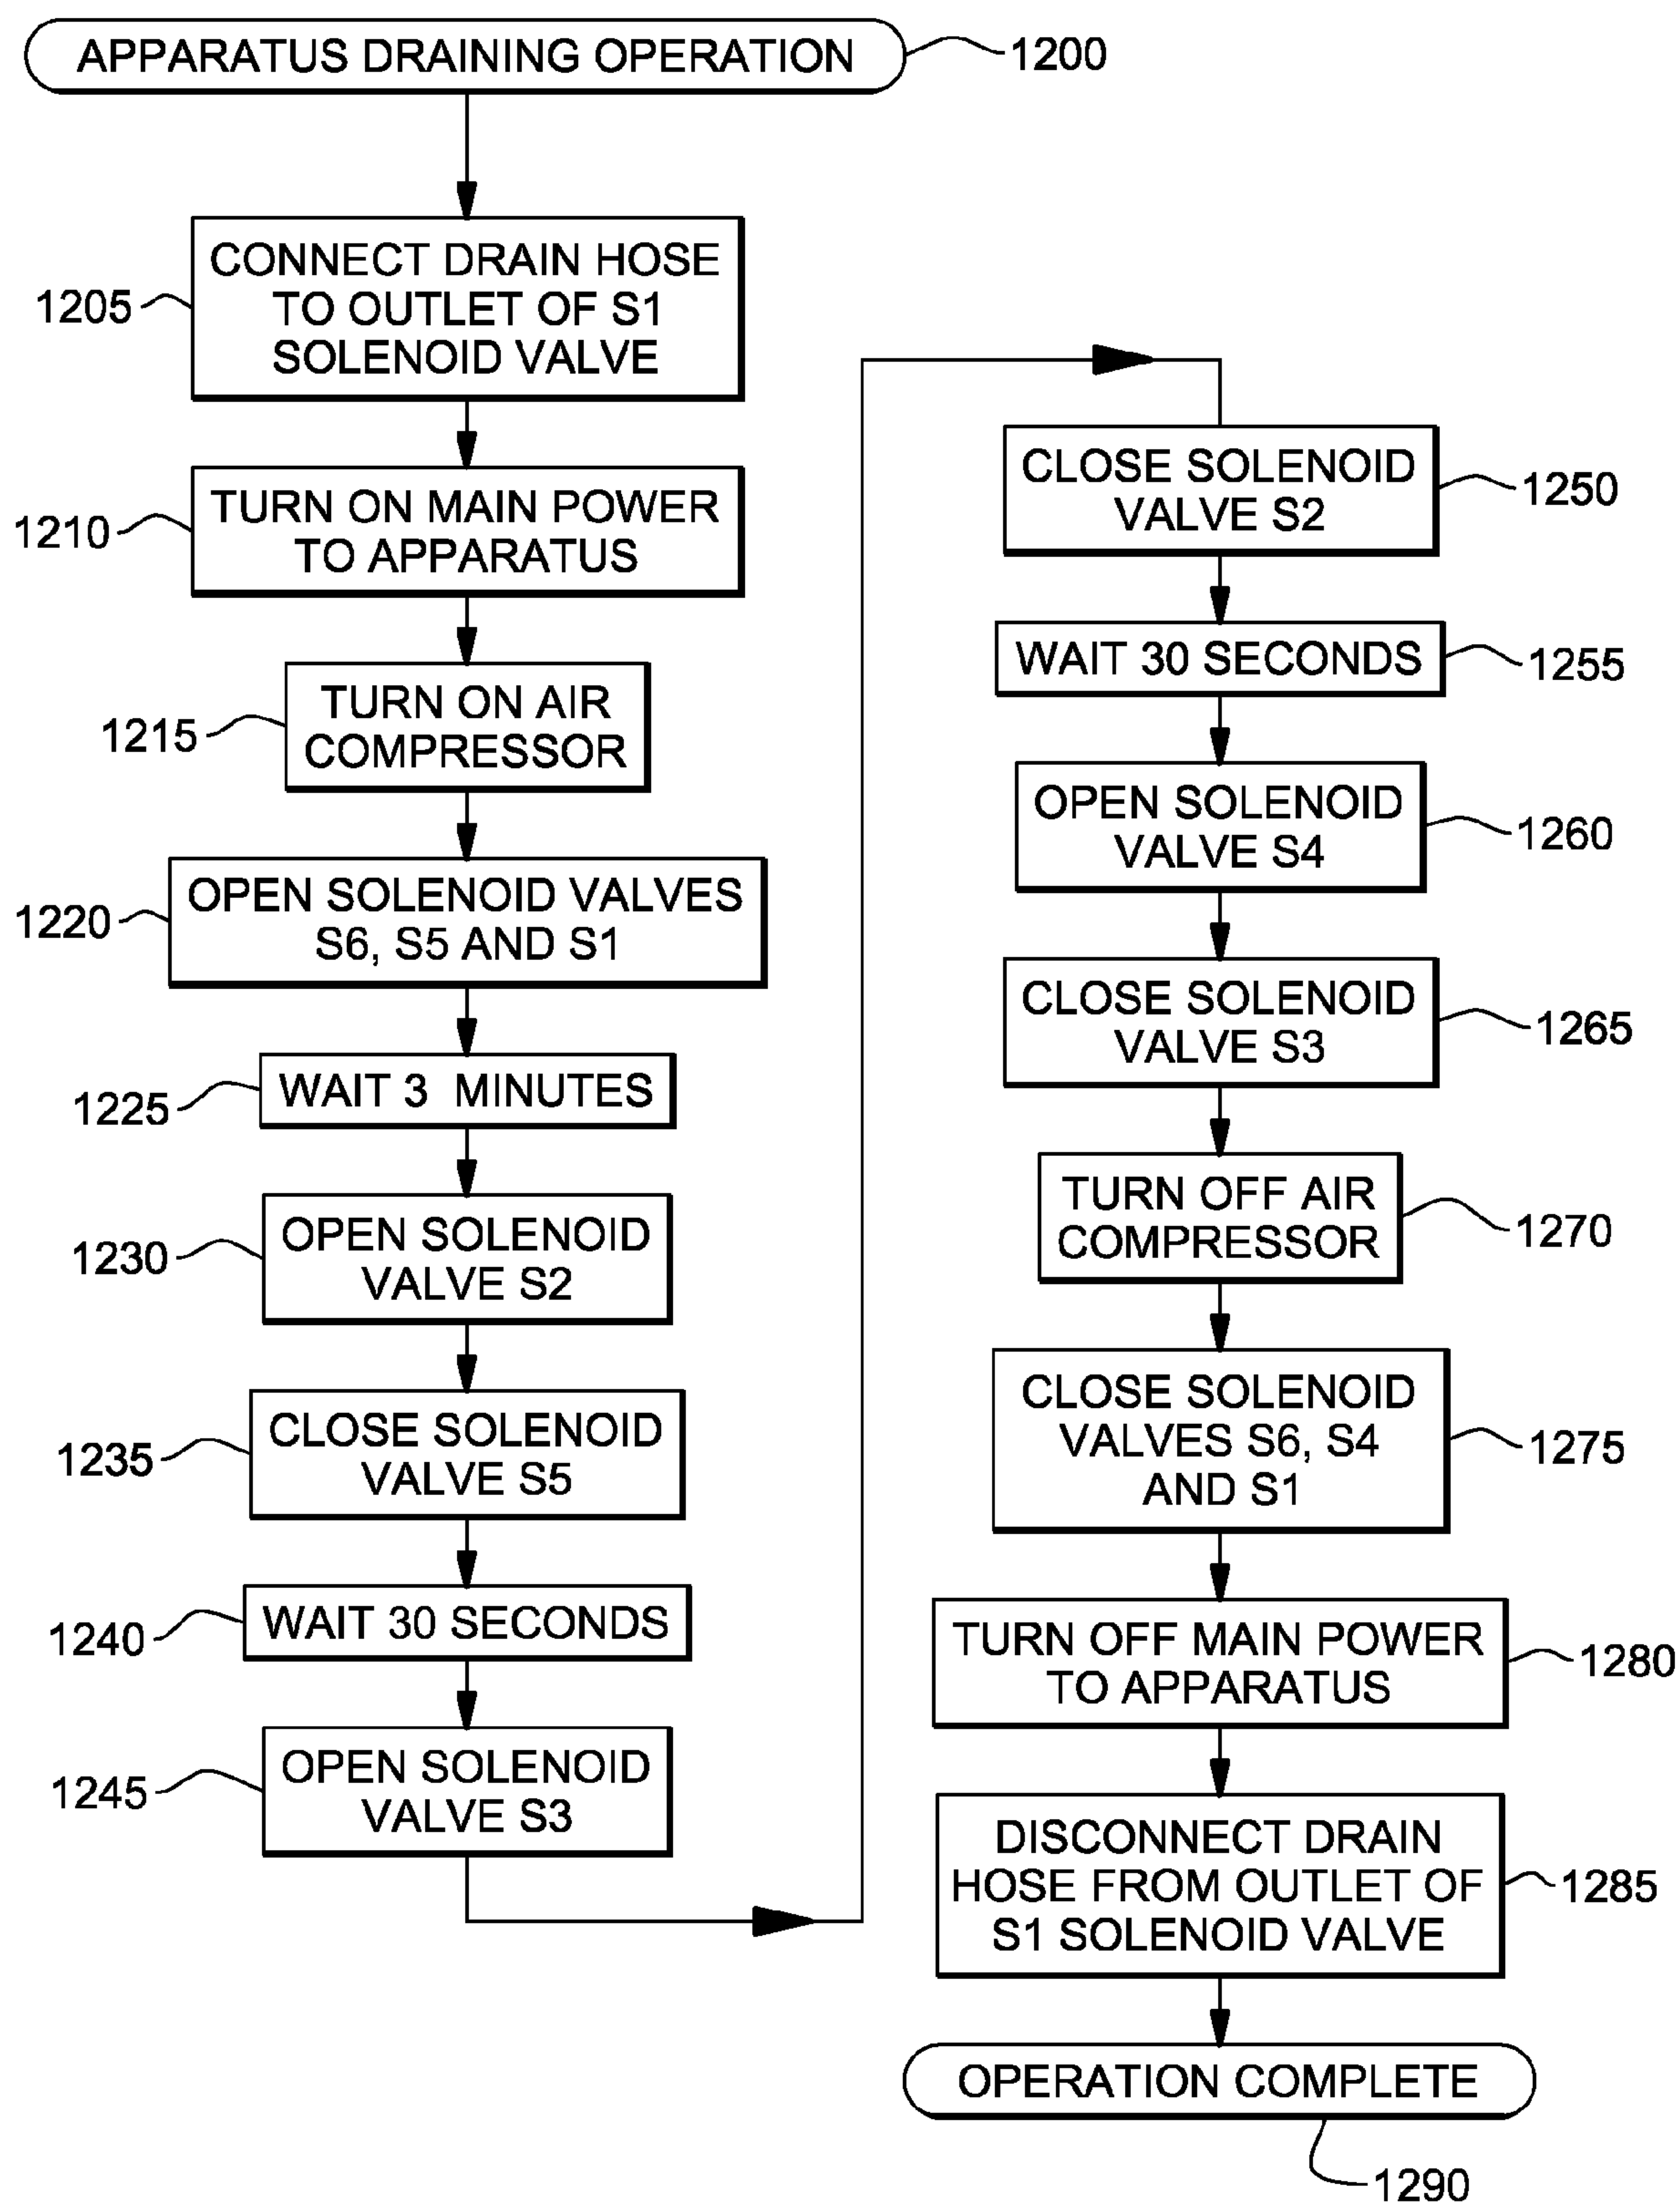 APPARATUS DRAINING OPERATION
1200
CONNECT DRAIN HOSE
TO OUTLET OF S1
SOLENOID VALVE
1205
TURN ON MAIN POWER
TO APPARATUS
1210
TURN ON AIR
COMPRESSOR
1215
OPEN SOLENOID VALVES
S6, S5 AND S1
1220
WAIT 3 MINUTES
1225
OPEN SOLENOID
VALVE S2
1230
CLOSE SOLENOID
VALVE S5
1235
WAIT 30 SECONDS
1240
OPEN SOLENOID
VALVE S3
1245
CLOSE SOLENOID
VALVE S2
1250
WAIT 30 SECONDS
1255
OPEN SOLENOID
VALVE S4
1260
CLOSE SOLENOID
VALVE S3
1265
TURN OFF AIR
COMPRESSOR
1270
CLOSE SOLENOID
VALVES S6, S4
AND S1
1275
TURN OFF MAIN POWER
TO APPARATUS
1280
DISCONNECT DRAIN
HOSE FROM OUTLET OF
S1 SOLENOID VALVE
1285
OPERATION COMPLETE
1290